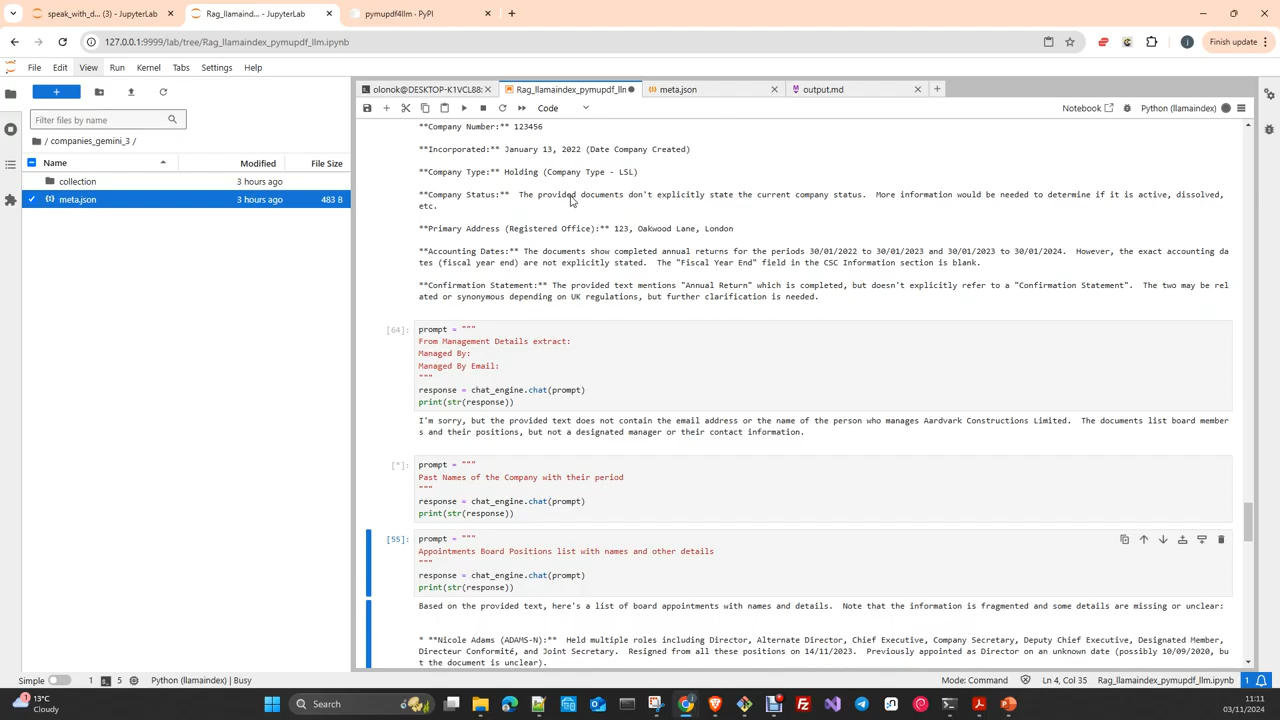 speak_with_d... (3) - JupyterLab
Rag_llamaind... - JupyterLab
pymupdf4llm · PyPI
127.0.0.1:9999/lab/tree/Rag_llamaindex_pymupdf_llm.ipynb
Finish update
File Edit View Run Kernel Tabs Settings Help
olonok@DESKTOP-K1VCL88:
Rag_llamaindex_pymupdf_lln
meta.json
output.md
Code
Notebook
Python (llamaindex)
Filter files by name
/ companies_gemini_3 /
Name Modified File Size
collection 3 hours ago
meta.json 3 hours ago 483 B
**Company Number:** 123456
**Incorporated:** January 13, 2022 (Date Company Created)
**Company Type:** Holding (Company Type - LSL)
**Company Status:** The provided documents don't explicitly state the current company status. More information would be needed to determine if it is active, dissolved,
etc.
**Primary Address (Registered Office):** 123, Oakwood Lane, London
**Accounting Dates:** The documents show completed annual returns for the periods 30/01/2022 to 30/01/2023 and 30/01/2023 to 30/01/2024. However, the exact accounting da
tes (fiscal year end) are not explicitly stated. The "Fiscal Year End" field in the CSC Information section is blank.
**Confirmation Statement:** The provided text mentions "Annual Return" which is completed, but doesn't explicitly refer to a "Confirmation Statement". The two may be rel
ated or synonymous depending on UK regulations, but further clarification is needed.
[64]:
prompt = """
From Management Details extract:
Managed By:
Managed By Email:
"""
response = chat_engine.chat(prompt)
print(str(response))
I'm sorry, but the provided text does not contain the email address or the name of the person who manages Aardvark Constructions Limited. The documents list board member
s and their positions, but not a designated manager or their contact information.
[*]:
prompt = """
Past Names of the Company with their period
"""
response = chat_engine.chat(prompt)
print(str(response))
[55]:
prompt = """
Appointments Board Positions list with names and other details
"""
response = chat_engine.chat(prompt)
print(str(response))
Based on the provided text, here's a list of board appointments with names and details. Note that the information is fragmented and some details are missing or unclear:
* **Nicole Adams (ADAMS-N):** Held multiple roles including Director, Alternate Director, Chief Executive, Company Secretary, Deputy Chief Executive, Designated Member,
Directeur Conformité, and Joint Secretary. Resigned from all these positions on 14/11/2023. Previously appointed as Director on an unknown date (possibly 10/09/2020, bu
t the document is unclear).
Simple 1 5 Python (llamaindex) | Busy
Mode: Command Ln 4, Col 35 Rag_llamaindex_pymupdf_llm.ipynb 1
13°C
Cloudy
Search
11:11
03/11/2024